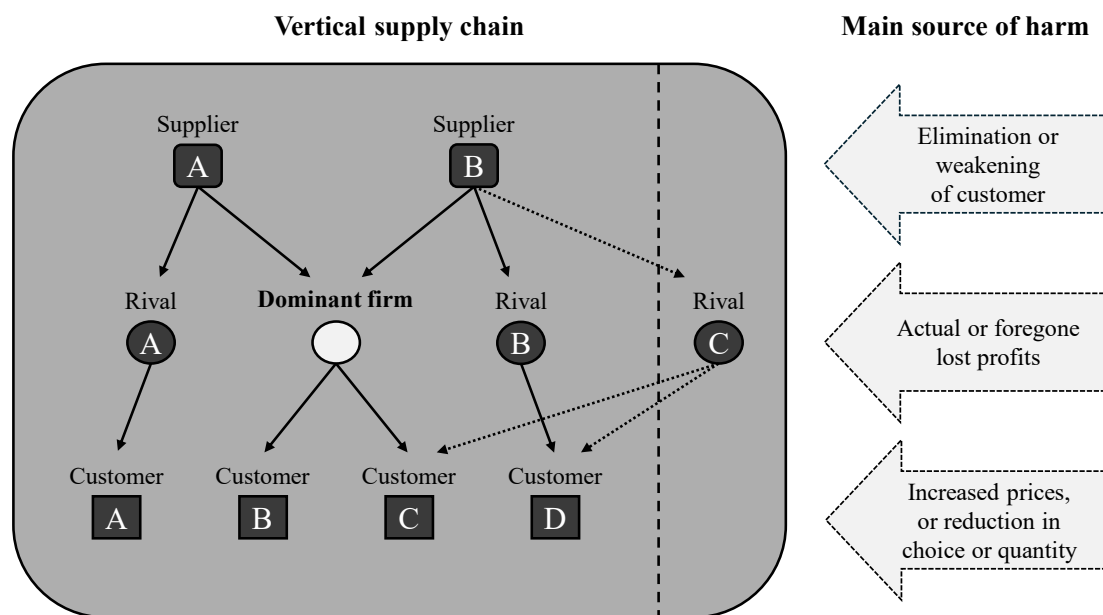 Vertical supply chain
Main source of harm
Supplier
Supplier
A
B
Elimination or
weakening
of customer
Rival
Dominant firm
Rival
Rival
A
B
C
Actual or foregone
lost profits
Customer
Customer
Customer
Customer
A
B
C
D
Increased prices,
or reduction in
choice or quantity